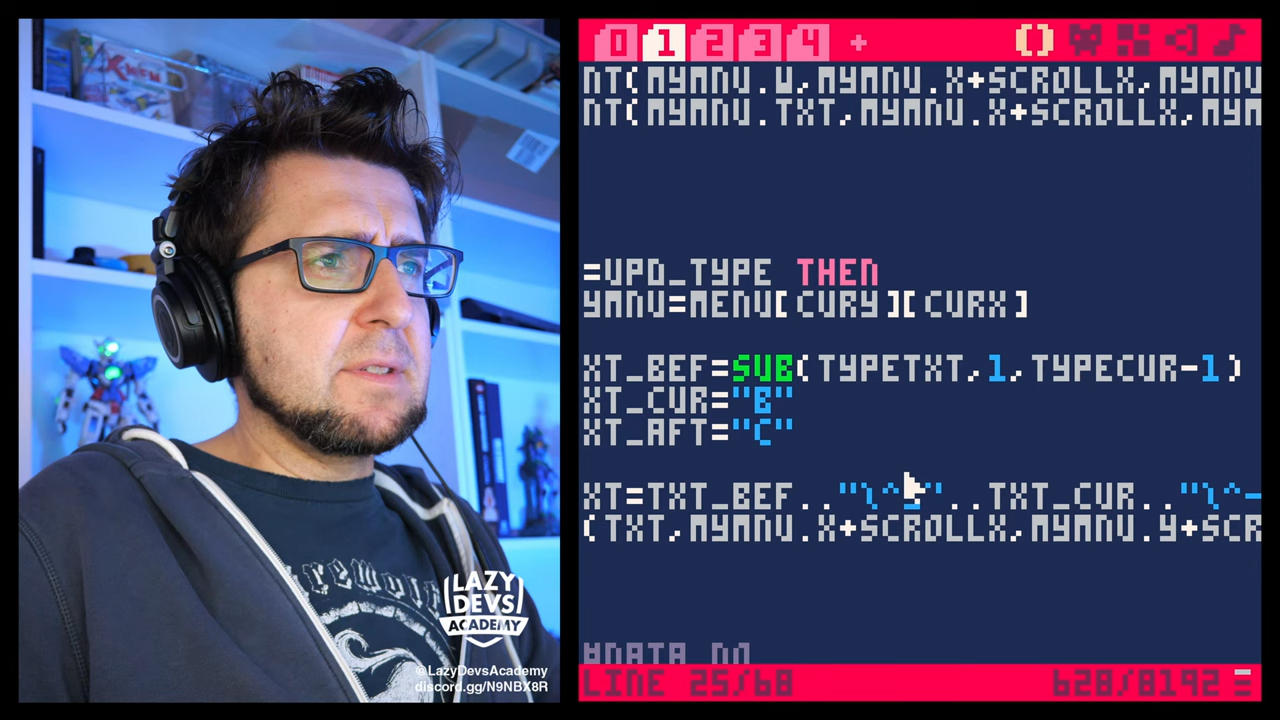 X-MEN
LAZY
DEVS
ACADEMY
@LazyDevsAcademy
discord.gg/N9NBX8R
0 1 2 3 4 +
NT(MYMNU.W,MYMNU.X+SCROLLX,MYMNU
NT(MYMNU.TXT,MYMNU.X+SCROLLX,MYM
=UPD_TYPE THEN
YMNU=MENU[CURY][CURX]
XT_BEF=SUB(TYPETXT,1,TYPECUR-1)
XT_CUR="B"
XT_AFT="C"
XT=TXT_BEF.."\^ "..TXT_CUR.."\^-
(TXT,MYMNU.X+SCROLLX,MYMNU.Y+SCR
LINE 25/68
628/8192